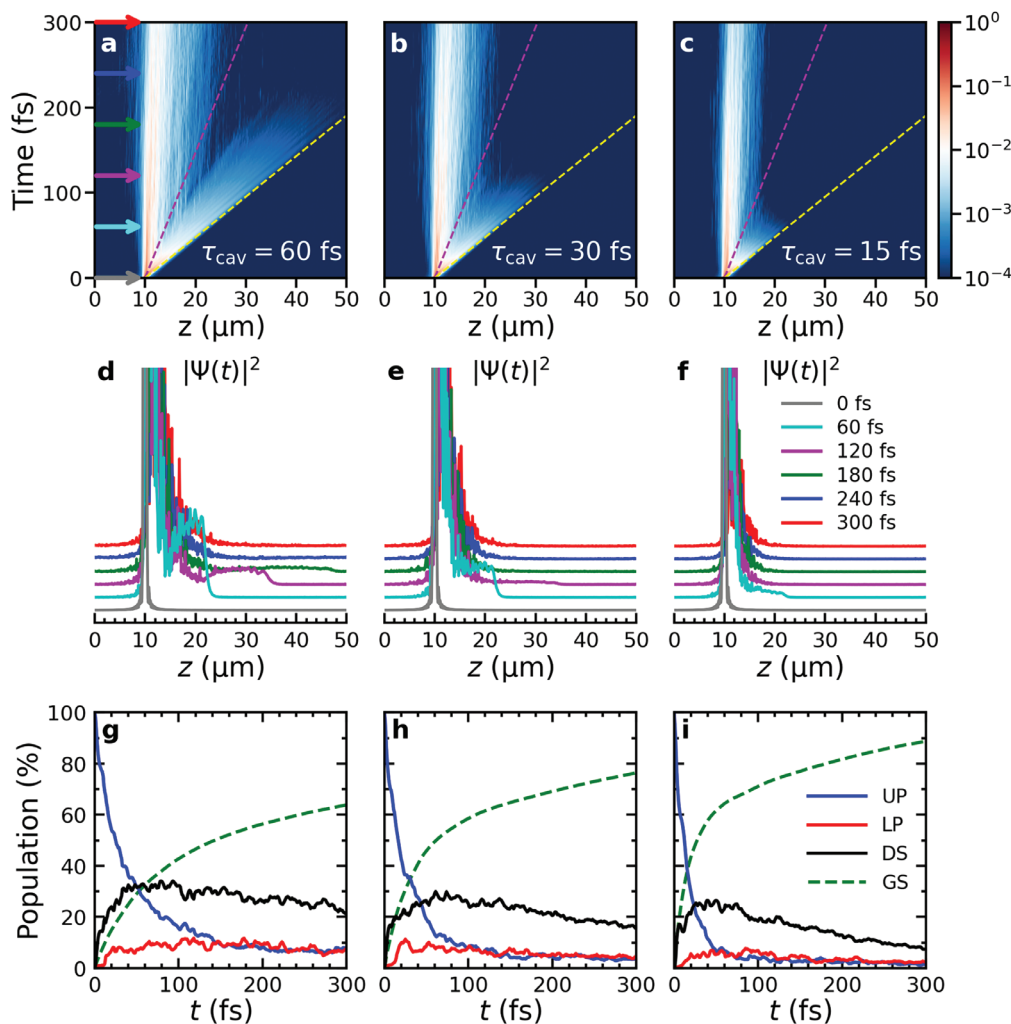 a b c
300
200
100
0
Time (fs)
τcav = 60 fs τcav = 30 fs τcav = 15 fs
10⁰
10⁻¹
10⁻²
10⁻³
10⁻⁴
0 10 20 30 40 50 0 10 20 30 40 50 0 10 20 30 40 50
z (μm) z (μm) z (μm)
d |Ψ(t)|² e |Ψ(t)|² f |Ψ(t)|²
0 fs
60 fs
120 fs
180 fs
240 fs
300 fs
0 10 20 30 40 50 0 10 20 30 40 50 0 10 20 30 40 50
z (μm) z (μm) z (μm)
g h i
100
80
60
40
20
0
Population (%)
UP
LP
DS
GS
0 100 200 300 0 100 200 300 0 100 200 300
t (fs) t (fs) t (fs)